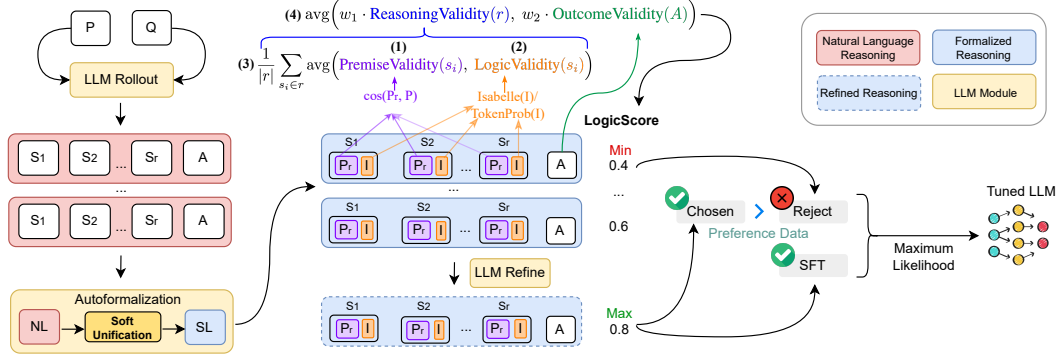 (4) avg(w₁ · ReasoningValidity(r), w₂ · OutcomeValidity(A))
(3) 1/|r| ∑ sᵢ∈r avg(PremiseValidity(sᵢ), LogicValidity(sᵢ))
(1)
(2)
cos(Pr, P)
Isabelle(I)/
TokenProb(I)
P
Q
LLM Rollout
S1 S2 ... Sr A
...
S1 S2 ... Sr A
Autoformalization
NL
Soft
Unification
SL
S1 S2 Sr
Pr I Pr I ... Pr I A
...
S1 S2 Sr
Pr I Pr I ... Pr I A
LLM Refine
S1 S2 ... Sr
Pr I Pr I ... Pr I A
LogicScore
Min
0.4
...
0.6
Max
0.8
Chosen
Reject
Preference Data
SFT
Maximum
Likelihood
Tuned LLM
Natural Language
Reasoning
Formalized
Reasoning
Refined Reasoning
LLM Module